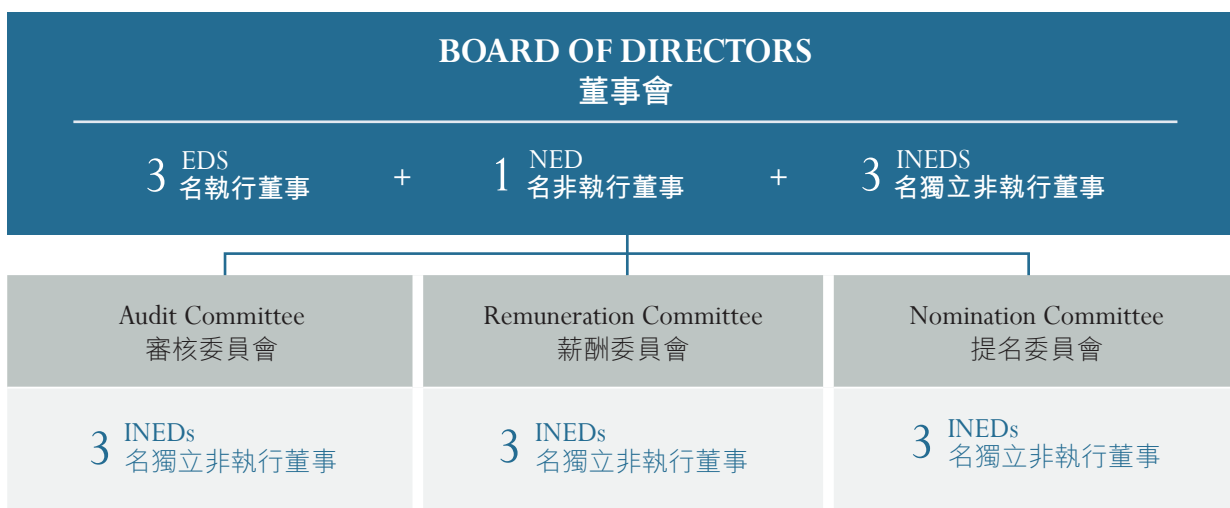 BOARD OF DIRECTORS
董事會
3 EDS
名執行董事
+
1 NED
名非執行董事
+
3 INEDS
名獨立非執行董事
Audit Committee
審核委員會
Remuneration Committee
薪酬委員會
Nomination Committee
提名委員會
3 INEDs
名獨立非執行董事
3 INEDs
名獨立非執行董事
3 INEDs
名獨立非執行董事